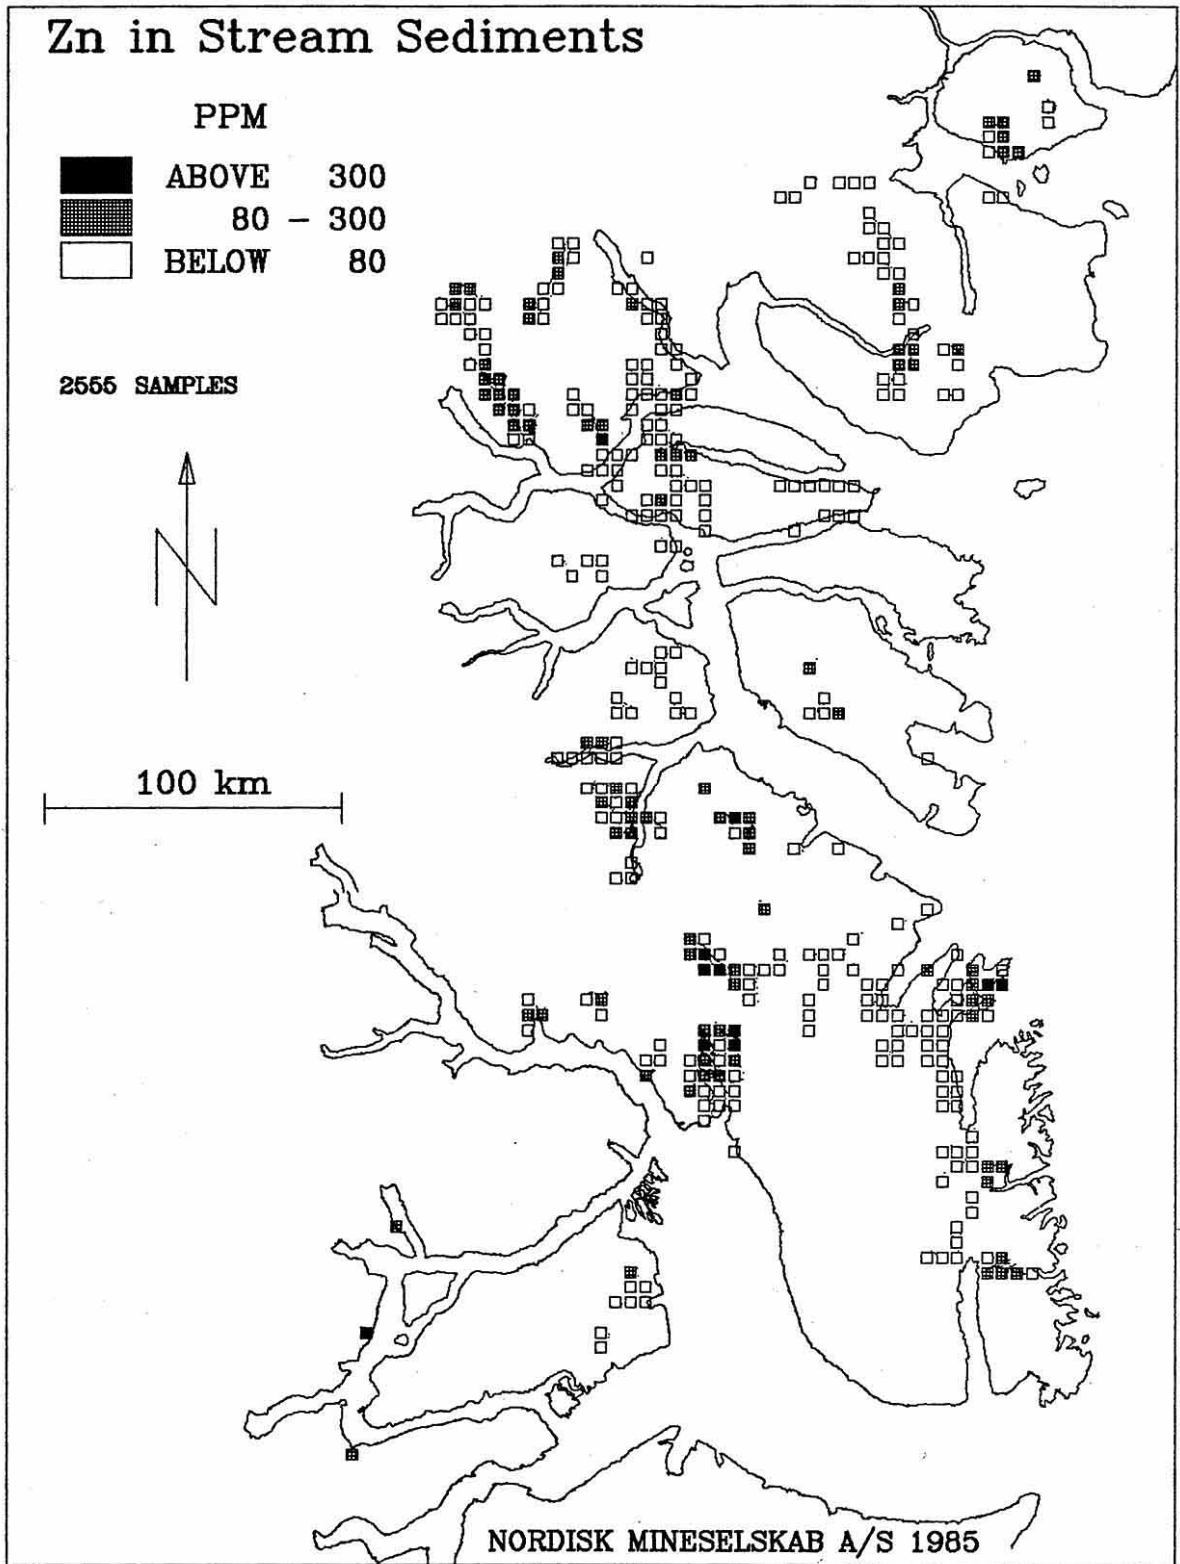 Zn in Stream Sediments
PPM
ABOVE 300
80 – 300
BELOW 80
2555 SAMPLES
N
100 km
NORDISK MINESELSKAB A/S 1985